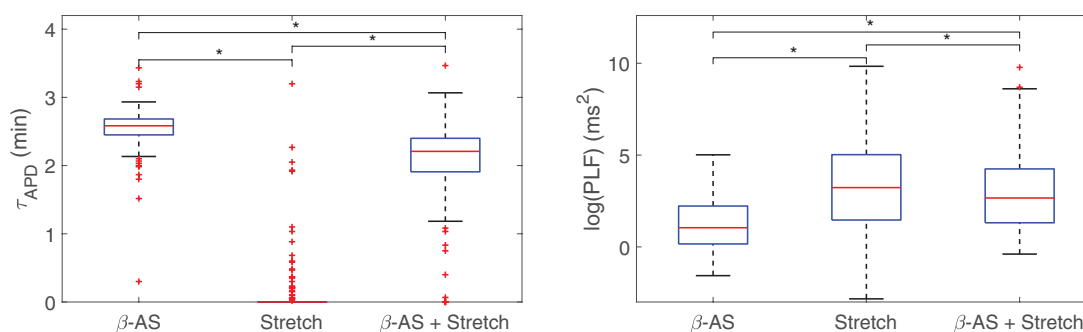 4
3
2
1
0
τAPD (min)
*
*
*
β-AS
Stretch
β-AS + Stretch
10
5
0
log(PLF) (ms²)
*
*
*
β-AS
Stretch
β-AS + Stretch